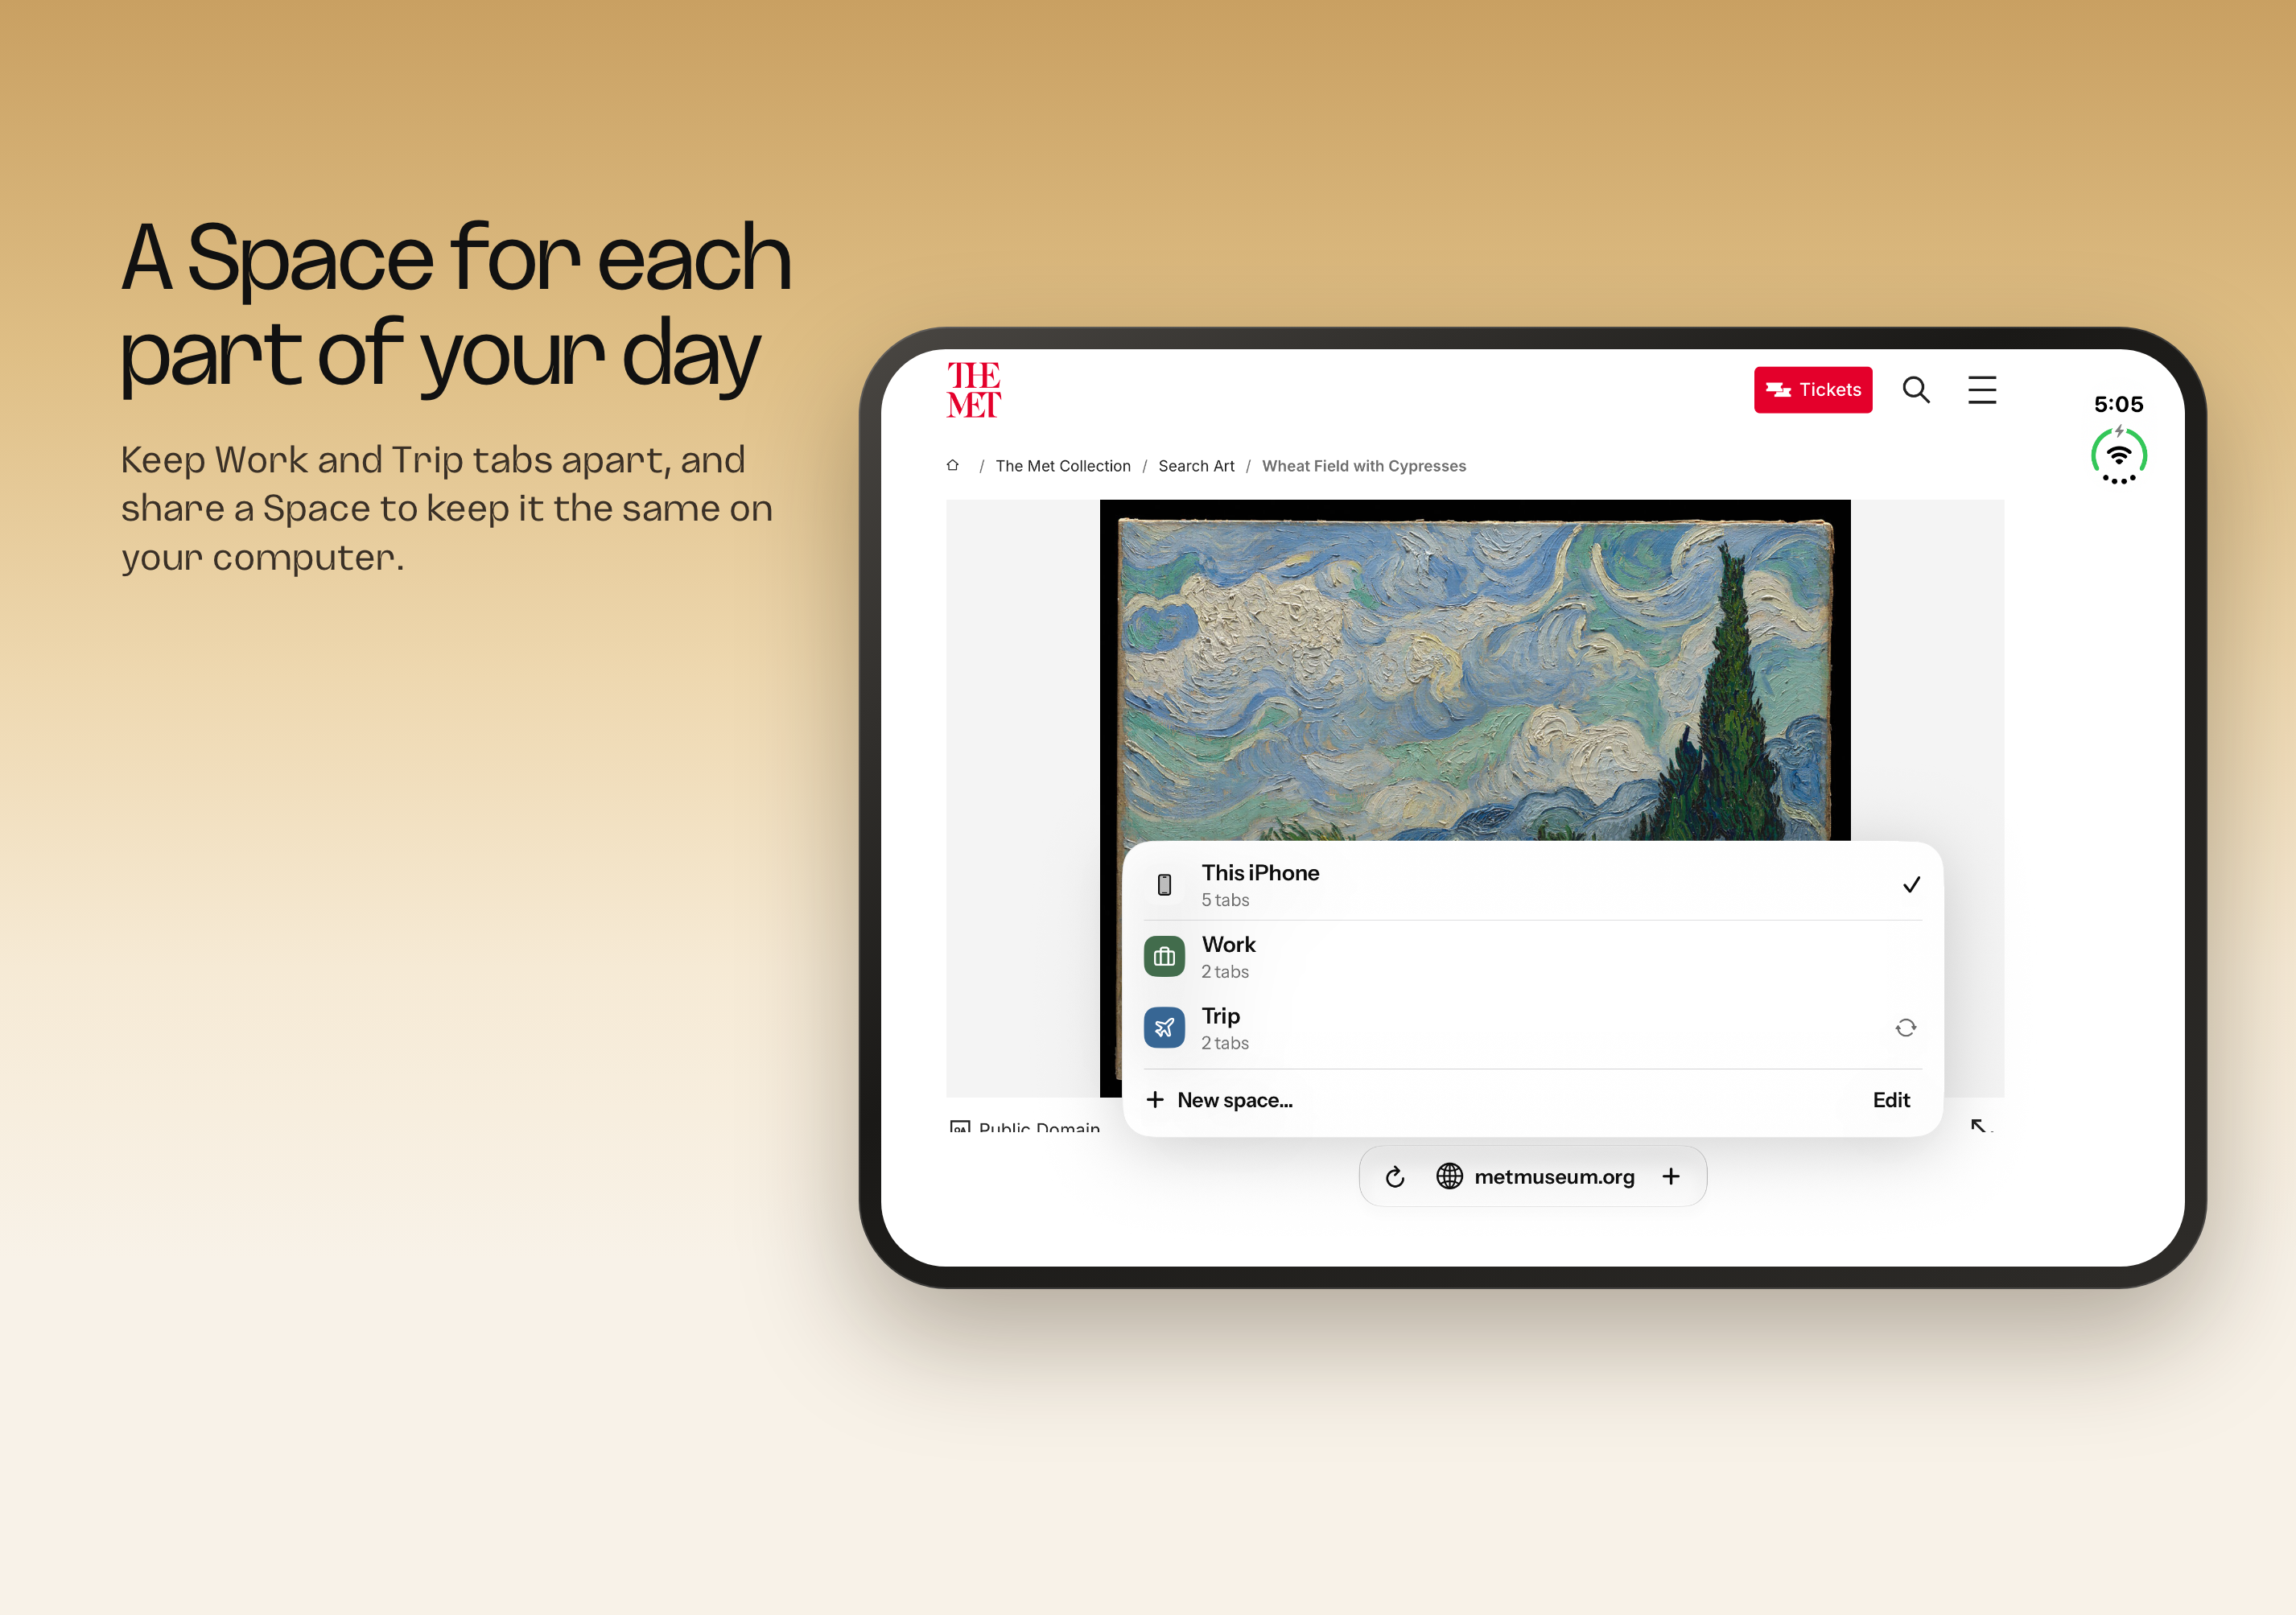 A Space for each
part of your day
Keep Work and Trip tabs apart, and
share a Space to keep it the same on
your computer.
THE
MET
Tickets
5:05
/ The Met Collection / Search Art / Wheat Field with Cypresses
This iPhone
5 tabs
Work
2 tabs
Trip
2 tabs
New space...
Edit
Public Domain
metmuseum.org